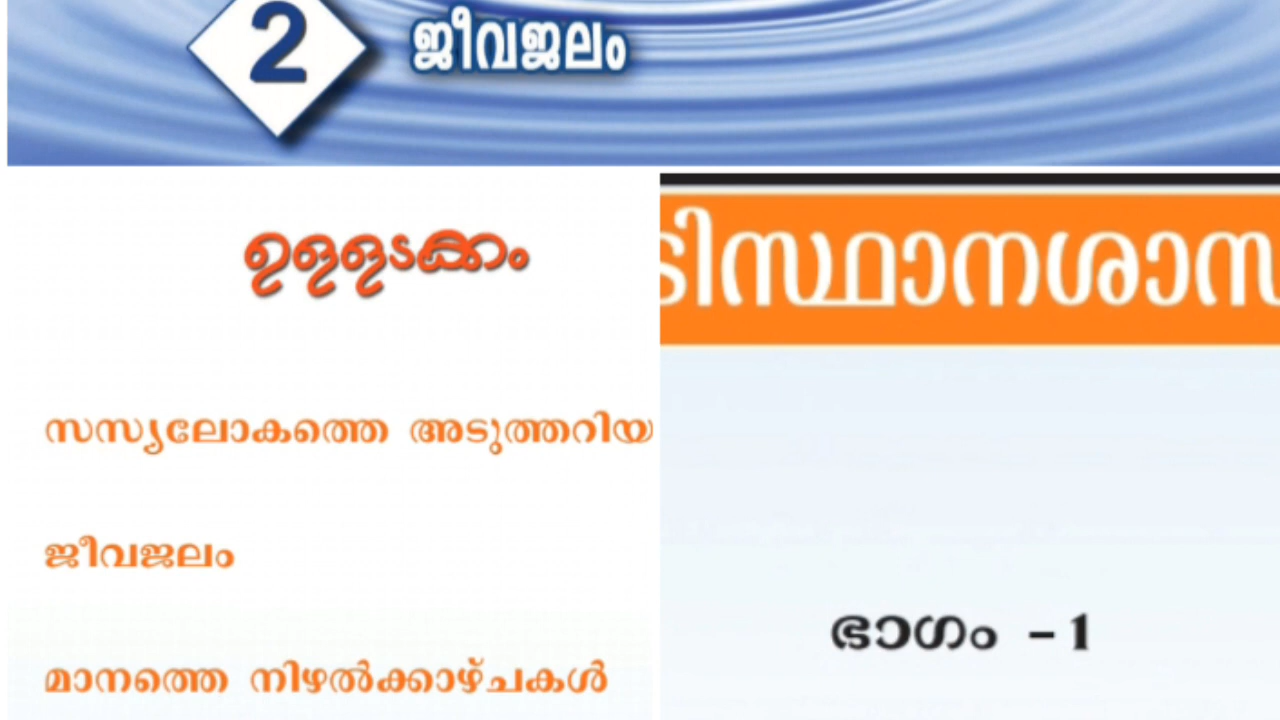 2 ജീവജലം
ഉള്ളടക്കം
സസ്യലോകത്തെ അടുത്തറിയ
ജീവജലം
മാനത്തെ നിഴൽക്കാഴ്ചകൾ
ടിസ്ഥാനശാസ
ഭാഗം - 1